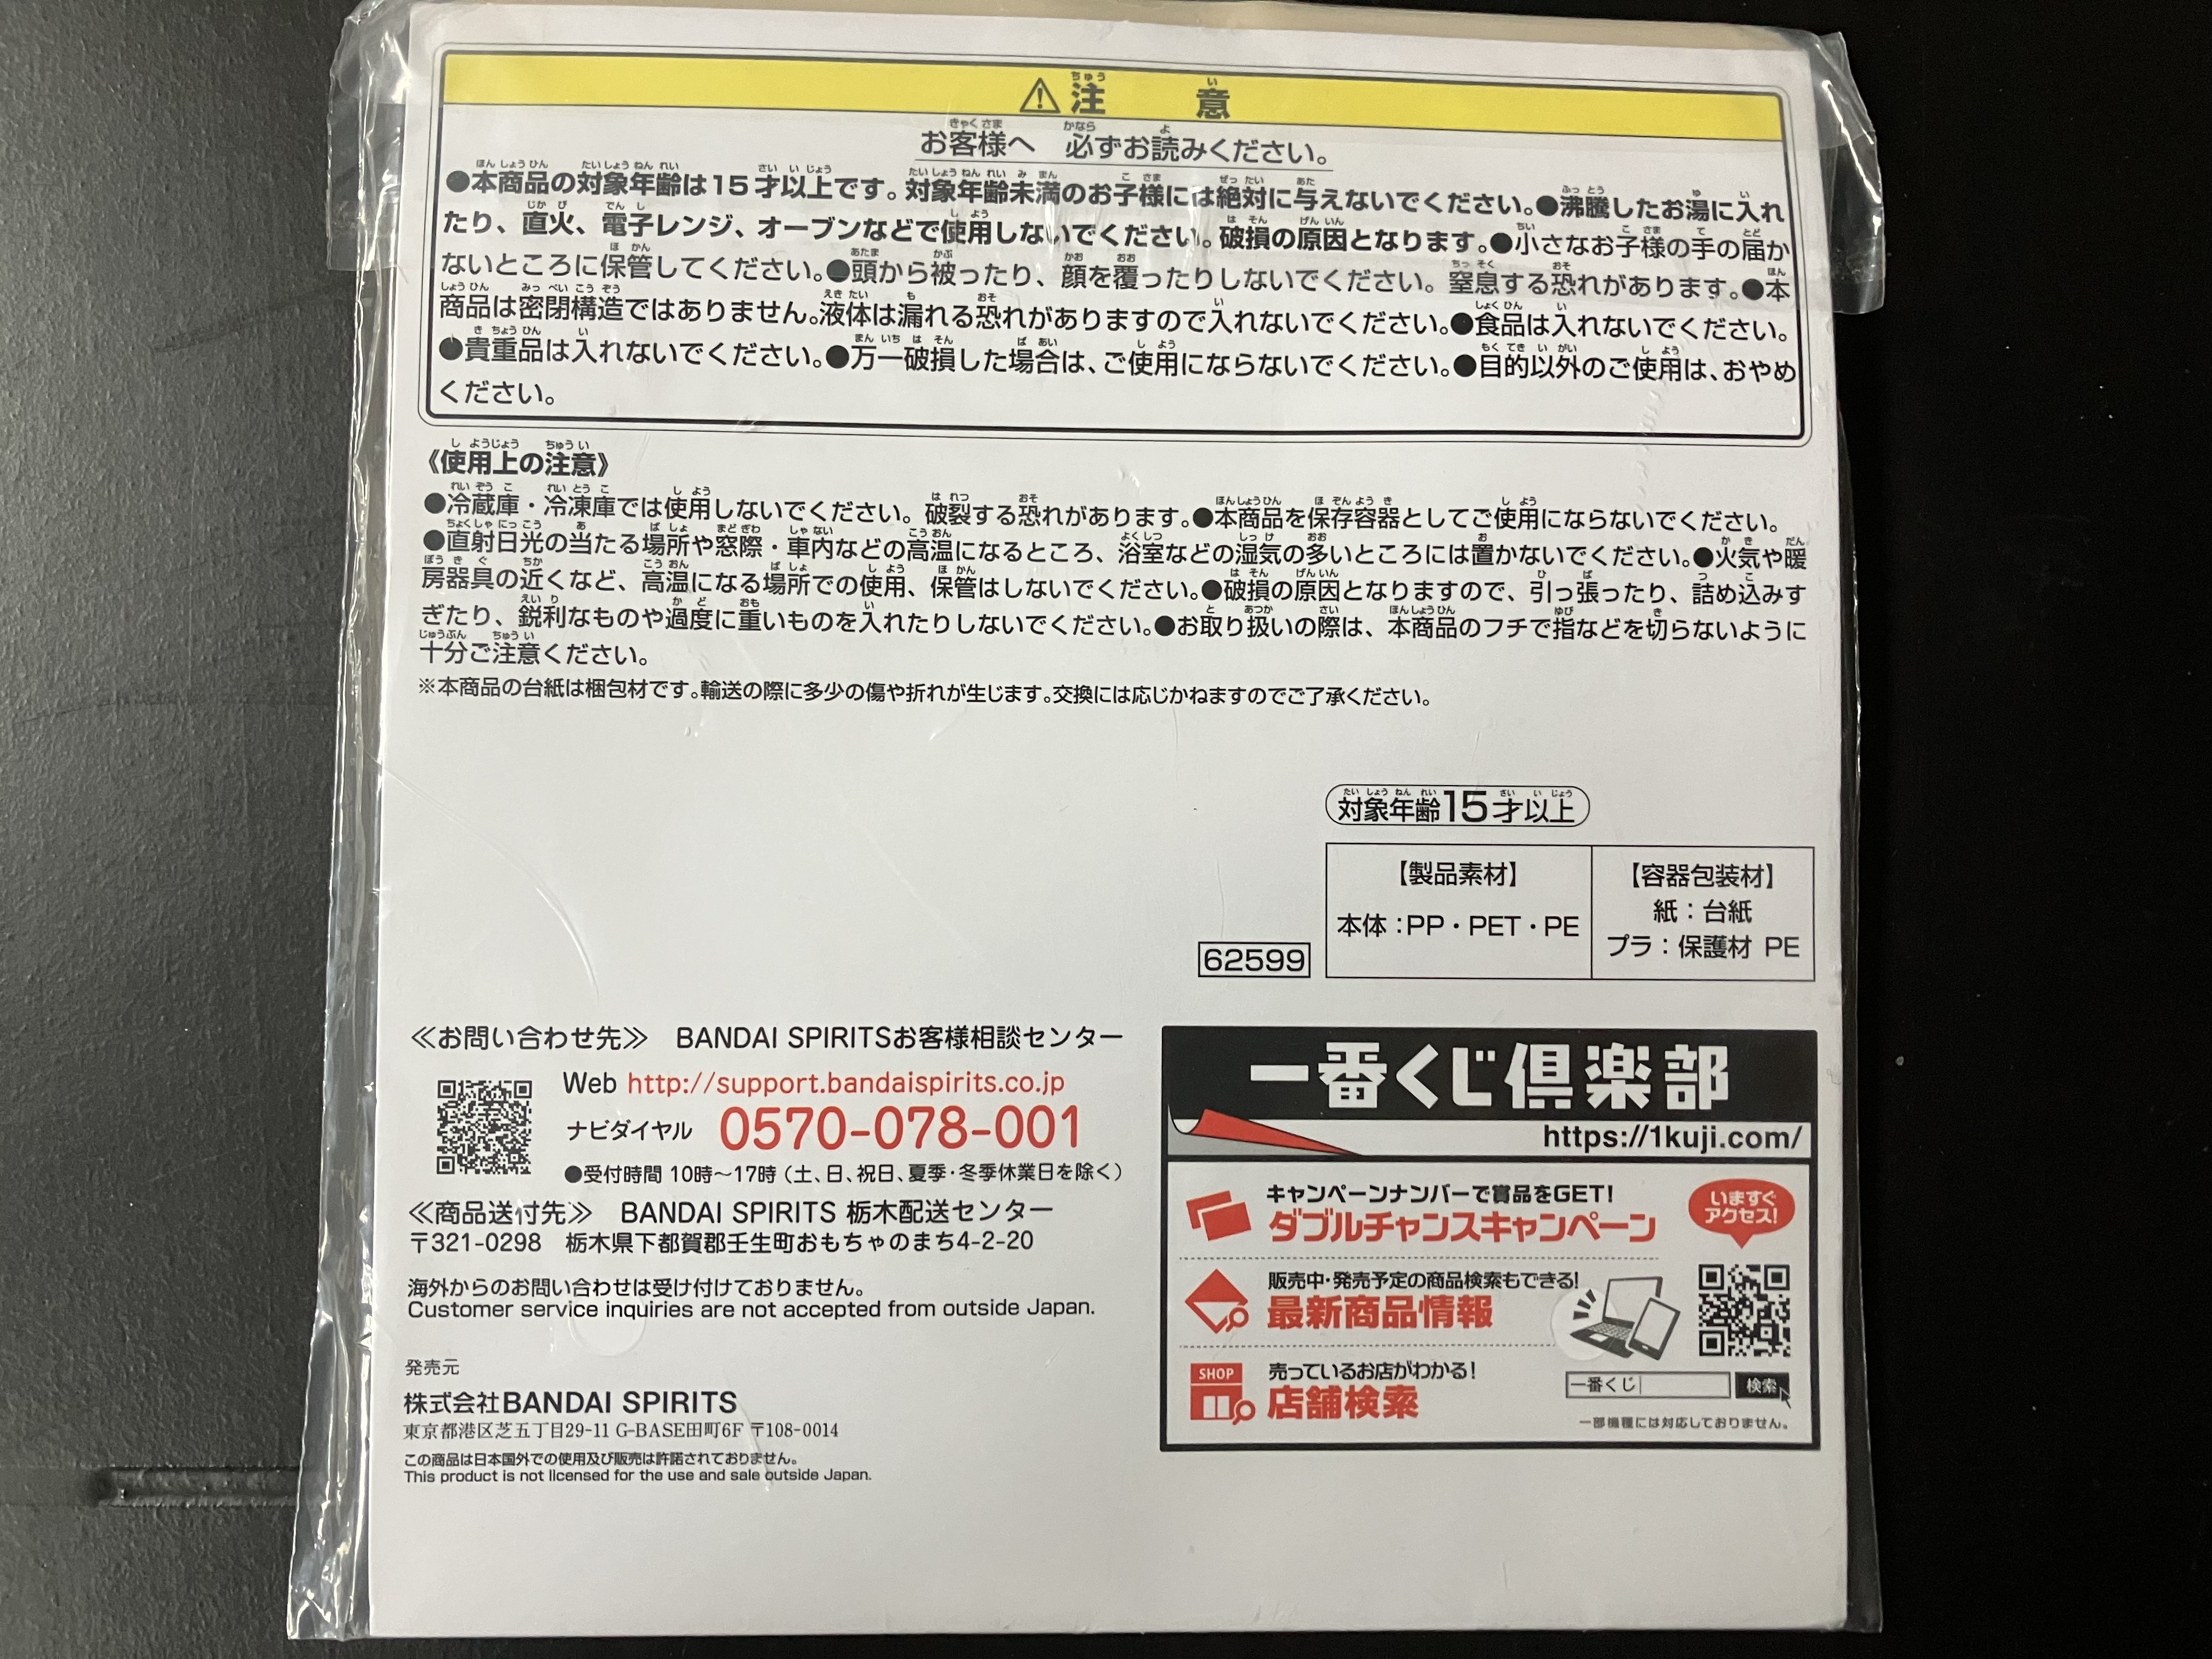 ⚠注 意
お客様へ 必ずお読みください。
●本商品の対象年齢は15才以上です。対象年齢未満のお子様には絶対に与えないでください。●沸騰したお湯に入れ
たり、直火、電子レンジ、オーブンなどで使用しないでください。破損の原因となります。●小さなお子様の手の届か
ないところに保管してください。●頭から被ったり、顔を覆ったりしないでください。窒息する恐れがあります。●本
商品は密閉構造ではありません。液体は漏れる恐れがありますので入れないでください。●食品は入れないでください。
●貴重品は入れないでください。●万一破損した場合は、ご使用にならないでください。●目的以外のご使用は、おやめ
ください。
《使用上の注意》
●冷蔵庫・冷凍庫では使用しないでください。破裂する恐れがあります。●本商品を保存容器としてご使用にならないでください。
●直射日光の当たる場所や窓際・車内などの高温になるところ、浴室などの湿気の多いところには置かないでください。●火気や暖
房器具の近くなど、高温になる場所での使用、保管はしないでください。●破損の原因となりますので、引っ張ったり、詰め込みす
ぎたり、鋭利なものや過度に重いものを入れたりしないでください。●お取り扱いの際は、本商品のフチで指などを切らないように
十分ご注意ください。
※本商品の台紙は梱包材です。輸送の際に多少の傷や折れが生じます。交換には応じかねますのでご了承ください。
対象年齢15才以上
【製品素材】
本体：PP・PET・PE
【容器包装材】
紙：台紙
プラ：保護材 PE
62599
≪お問い合わせ先≫ BANDAI SPIRITSお客様相談センター
Web http://support.bandaispirits.co.jp
ナビダイヤル 0570-078-001
●受付時間 10時〜17時（土、日、祝日、夏季・冬季休業日を除く）
≪商品送付先≫ BANDAI SPIRITS 栃木配送センター
〒321-0298 栃木県下都賀郡壬生町おもちゃのまち4-2-20
海外からのお問い合わせは受け付けておりません。
Customer service inquiries are not accepted from outside Japan.
発売元
株式会社BANDAI SPIRITS
東京都港区芝五丁目29-11 G-BASE田町6F 〒108-0014
この商品は日本国外での使用及び販売は許諾されておりません。
This product is not licensed for the use and sale outside Japan.
一番くじ倶楽部
https://1kuji.com/
キャンペーンナンバーで賞品をGET!
ダブルチャンスキャンペーン
いますぐ
アクセス!
販売中・発売予定の商品検索もできる!
最新商品情報
SHOP
売っているお店がわかる!
店舗検索
一番くじ 検索
一部機種には対応しておりません。